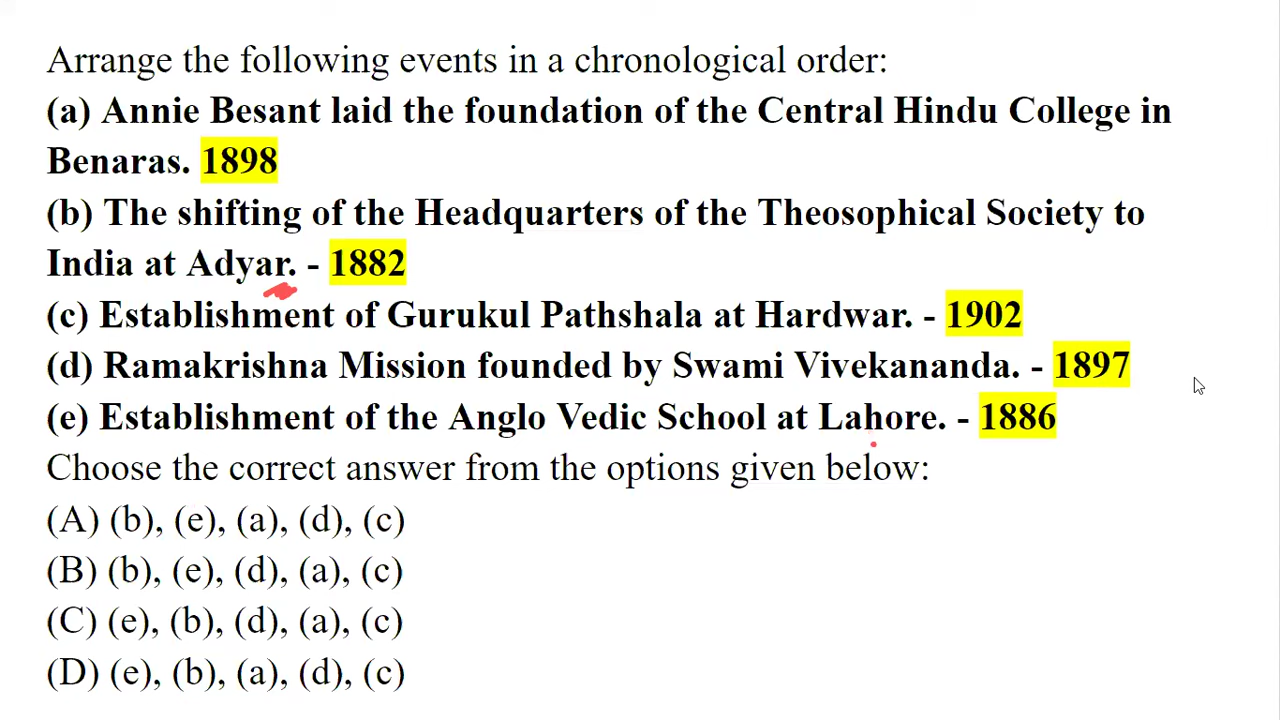 Arrange the following events in a chronological order:
(a) Annie Besant laid the foundation of the Central Hindu College in
Benaras. 1898
(b) The shifting of the Headquarters of the Theosophical Society to
India at Adyar. - 1882
(c) Establishment of Gurukul Pathshala at Hardwar. - 1902
(d) Ramakrishna Mission founded by Swami Vivekananda. - 1897
(e) Establishment of the Anglo Vedic School at Lahore. - 1886
Choose the correct answer from the options given below:
(A) (b), (e), (a), (d), (c)
(B) (b), (e), (d), (a), (c)
(C) (e), (b), (d), (a), (c)
(D) (e), (b), (a), (d), (c)